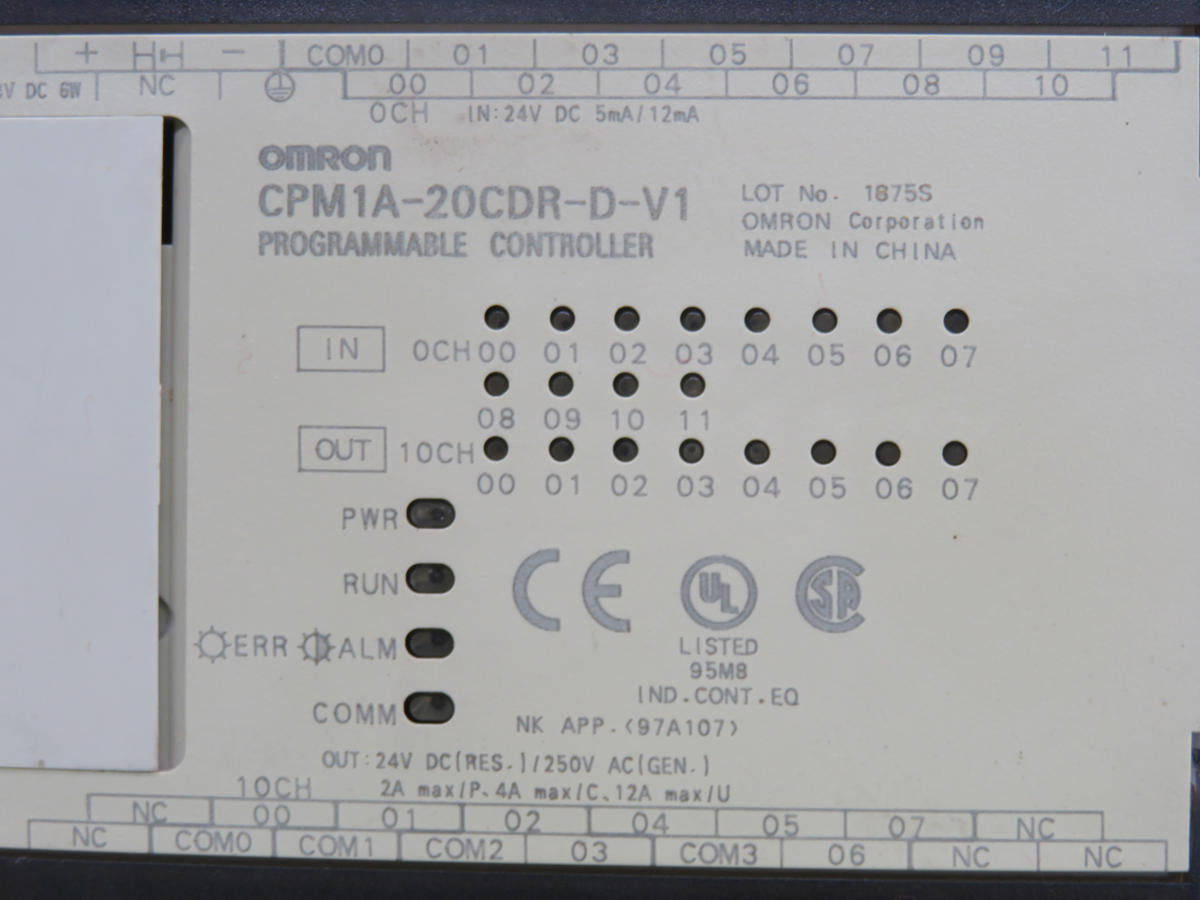 + − COM0 01 03 05 07 09 11
V DC 6W NC 00 02 04 06 08 10
0CH IN:24V DC 5mA/12mA
OMRON
CPM1A-20CDR-D-V1
PROGRAMMABLE CONTROLLER
LOT No. 1875S
OMRON Corporation
MADE IN CHINA
IN 0CH 00 01 02 03 04 05 06 07
08 09 10 11
OUT 10CH
00 01 02 03 04 05 06 07
PWR
RUN
ERR ALM
COMM
CE UL SA
LISTED
95M8
IND.CONT.EQ
NK APP.<97A107>
OUT:24V DC(RES.)/250V AC(GEN.)
10CH 2A max/P、4A max/C、12A max/U
NC 00 01 02 04 05 07 NC
NC COM0 COM1 COM2 03 COM3 06 NC NC